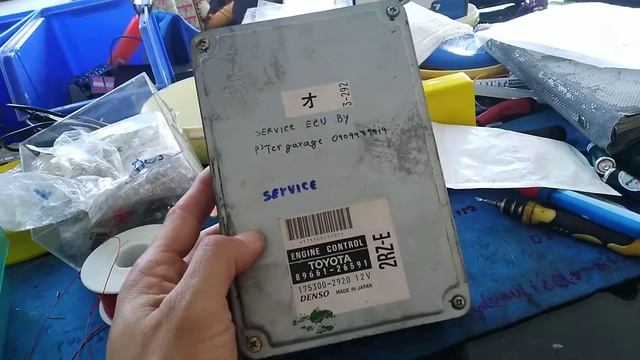 オ
3-292
SERVICE ECU BY
P'Ter garage
SERVICE
ENGINE CONTROL
TOYOTA
89661-26591
175300-2920 12V
DENSO MADE IN JAPAN
2RZ-E